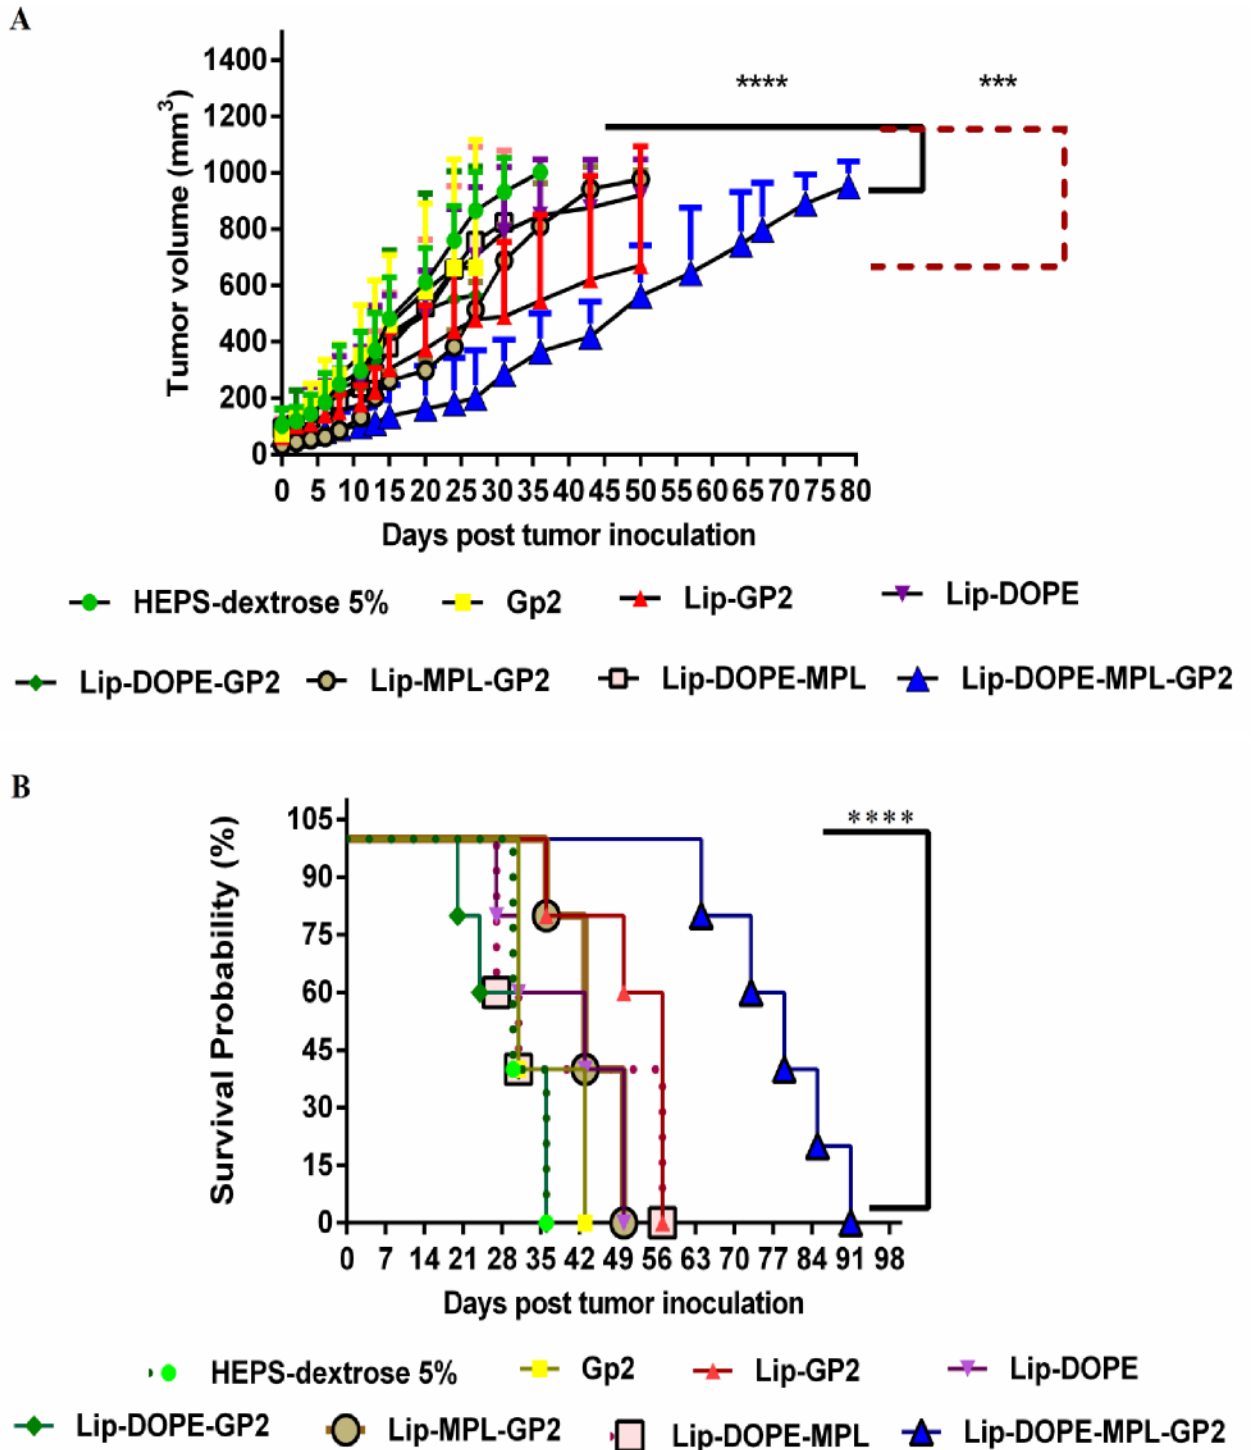 A
1400
1200
1000
800
600
400
200
0
Tumor volume (mm³)
**** ***
0 5 10 15 20 25 30 35 40 45 50 55 60 65 70 75 80
Days post tumor inoculation
HEPS-dextrose 5% Gp2 Lip-GP2 Lip-DOPE
Lip-DOPE-GP2 Lip-MPL-GP2 Lip-DOPE-MPL Lip-DOPE-MPL-GP2
B
105
90
75
60
45
30
15
0
Survival Probability (%)
****
0 7 14 21 28 35 42 49 56 63 70 77 84 91 98
Days post tumor inoculation
HEPS-dextrose 5% Gp2 Lip-GP2 Lip-DOPE
Lip-DOPE-GP2 Lip-MPL-GP2 Lip-DOPE-MPL Lip-DOPE-MPL-GP2